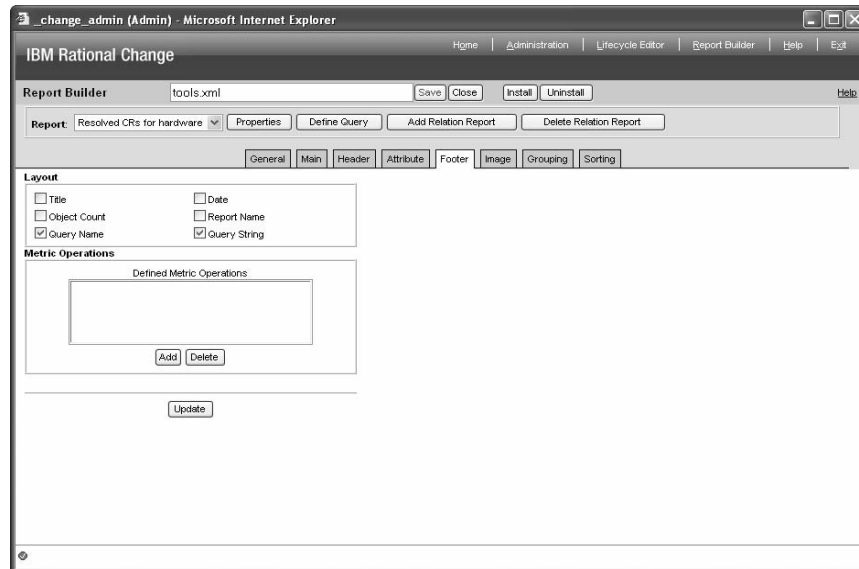 _change_admin (Admin) - Microsoft Internet Explorer
IBM Rational Change
Home | Administration | Lifecycle Editor | Report Builder | Help | Exit
Report Builder tools.xml Save Close Install Uninstall Help
Report: Resolved CRs for hardware Properties Define Query Add Relation Report Delete Relation Report
General Main Header Attribute Footer Image Grouping Sorting
Layout
Title Date
Object Count Report Name
Query Name Query String
Metric Operations
Defined Metric Operations
Add Delete
Update